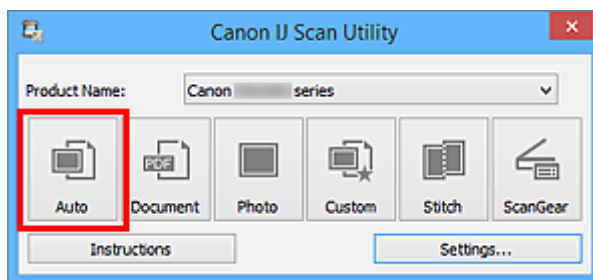 Canon IJ Scan Utility
Product Name: Canon series
PDF
Auto Document Photo Custom Stitch ScanGear
Instructions Settings...